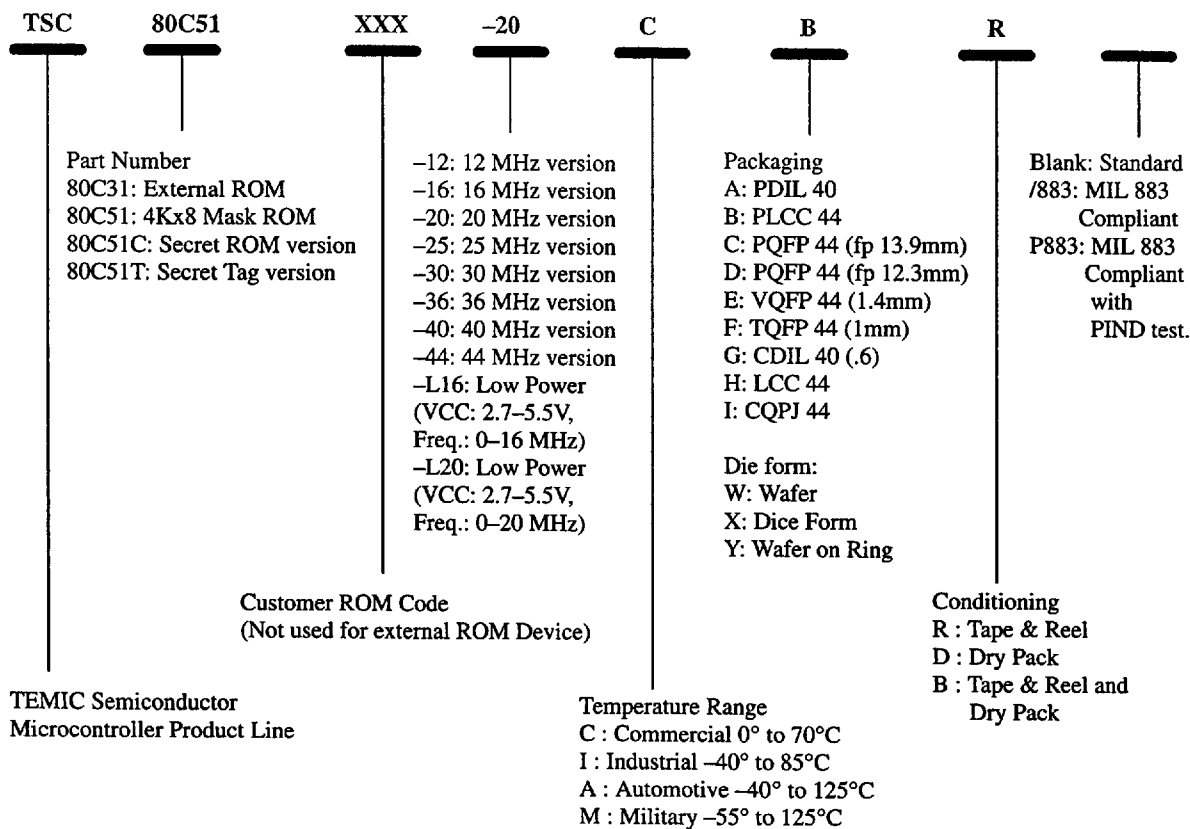 TSC 80C51 XXX –20 C B R
Part Number
80C31: External ROM
80C51: 4Kx8 Mask ROM
80C51C: Secret ROM version
80C51T: Secret Tag version
–12: 12 MHz version
–16: 16 MHz version
–20: 20 MHz version
–25: 25 MHz version
–30: 30 MHz version
–36: 36 MHz version
–40: 40 MHz version
–44: 44 MHz version
–L16: Low Power
(VCC: 2.7–5.5V,
Freq.: 0–16 MHz)
–L20: Low Power
(VCC: 2.7–5.5V,
Freq.: 0–20 MHz)
Packaging
A: PDIL 40
B: PLCC 44
C: PQFP 44 (fp 13.9mm)
D: PQFP 44 (fp 12.3mm)
E: VQFP 44 (1.4mm)
F: TQFP 44 (1mm)
G: CDIL 40 (.6)
H: LCC 44
I: CQPJ 44
Die form:
W: Wafer
X: Dice Form
Y: Wafer on Ring
Blank: Standard
/883: MIL 883
Compliant
P883: MIL 883
Compliant
with
PIND test.
Customer ROM Code
(Not used for external ROM Device)
Conditioning
R : Tape & Reel
D : Dry Pack
B : Tape & Reel and
Dry Pack
TEMIC Semiconductor
Microcontroller Product Line
Temperature Range
C : Commercial 0° to 70°C
I : Industrial –40° to 85°C
A : Automotive –40° to 125°C
M : Military –55° to 125°C